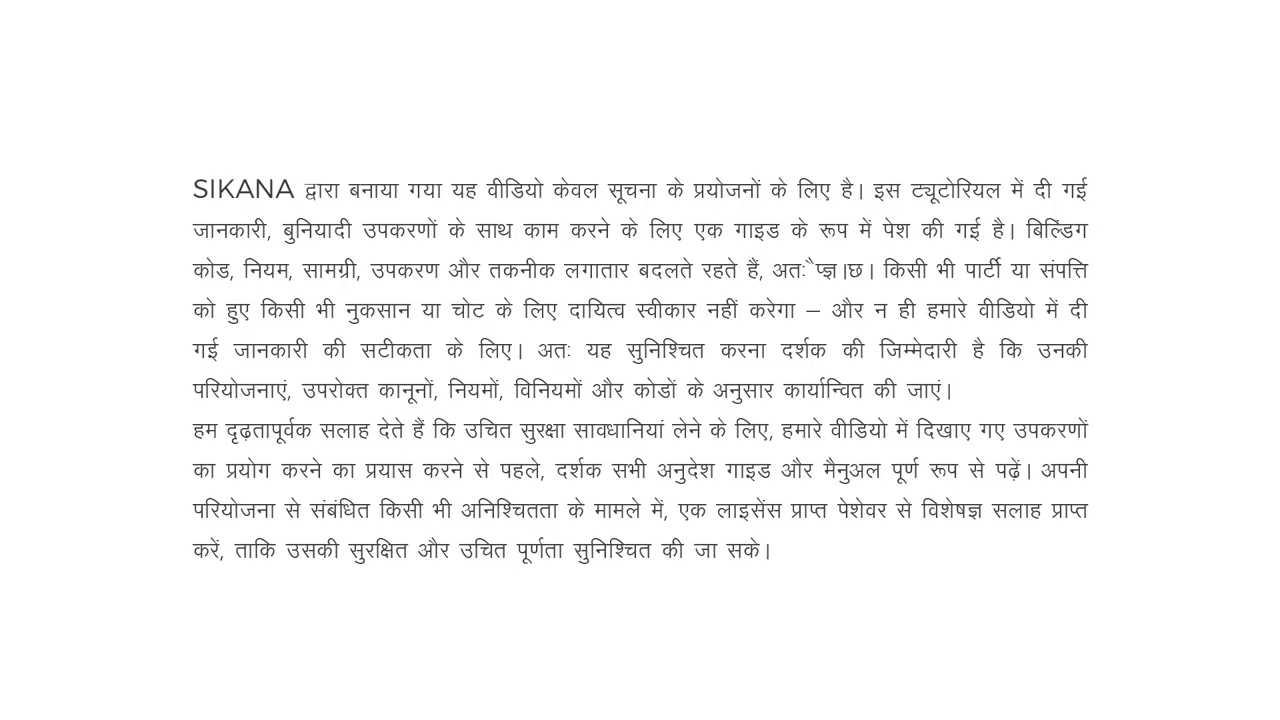 SIKANA द्वारा बनाया गया यह वीडियो केवल सूचना के प्रयोजनों के लिए है। इस ट्यूटोरियल में दी गई
जानकारी, बुनियादी उपकरणों के साथ काम करने के लिए एक गाइड के रूप में पेश की गई है। बिल्डिंग
कोड, नियम, सामग्री, उपकरण और तकनीक लगातार बदलते रहते हैं, अतःैप्ज्ञ।छ। किसी भी पार्टी या संपत्ति
को हुए किसी भी नुकसान या चोट के लिए दायित्व स्वीकार नहीं करेगा – और न ही हमारे वीडियो में दी
गई जानकारी की सटीकता के लिए। अतः यह सुनिश्चित करना दर्शक की जिम्मेदारी है कि उनकी
परियोजनाएं, उपरोक्त कानूनों, नियमों, विनियमों और कोडों के अनुसार कार्यान्वित की जाएं।
हम दृढ़तापूर्वक सलाह देते हैं कि उचित सुरक्षा सावधानियां लेने के लिए, हमारे वीडियो में दिखाए गए उपकरणों
का प्रयोग करने का प्रयास करने से पहले, दर्शक सभी अनुदेश गाइड और मैनुअल पूर्ण रूप से पढ़ें। अपनी
परियोजना से संबंधित किसी भी अनिश्चितता के मामले में, एक लाइसेंस प्राप्त पेशेवर से विशेषज्ञ सलाह प्राप्त
करें, ताकि उसकी सुरक्षित और उचित पूर्णता सुनिश्चित की जा सके।